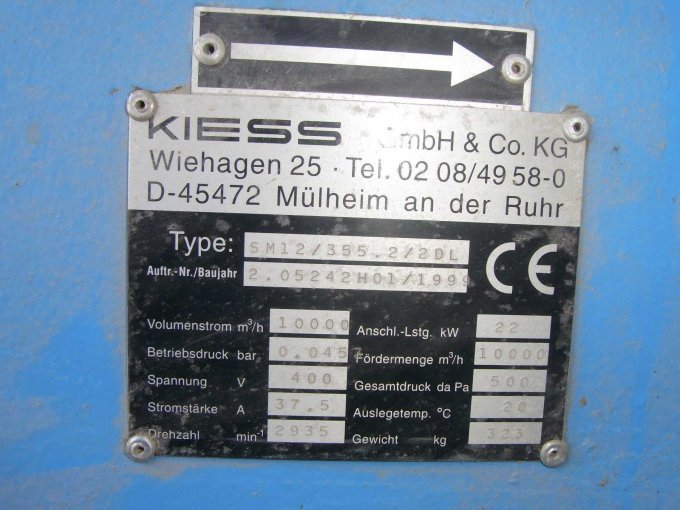 KIESS GmbH & Co. KG
Wiehagen 25 · Tel. 02 08/49 58-0
D-45472 Mülheim an der Ruhr
Type: SM12/355.2/2DL
Auftr.-Nr./Baujahr 2.05242H01/1999
CE
Volumenstrom m³/h 10000 Anschl.-Lstg. kW 22
Betriebsdruck bar 0.0457 Fördermenge m³/h 10000
Spannung V 400 Gesamtdruck da Pa 500
Stromstärke A 37.5 Auslegetemp. °C 20
Drehzahl min-1 2935 Gewicht kg 323